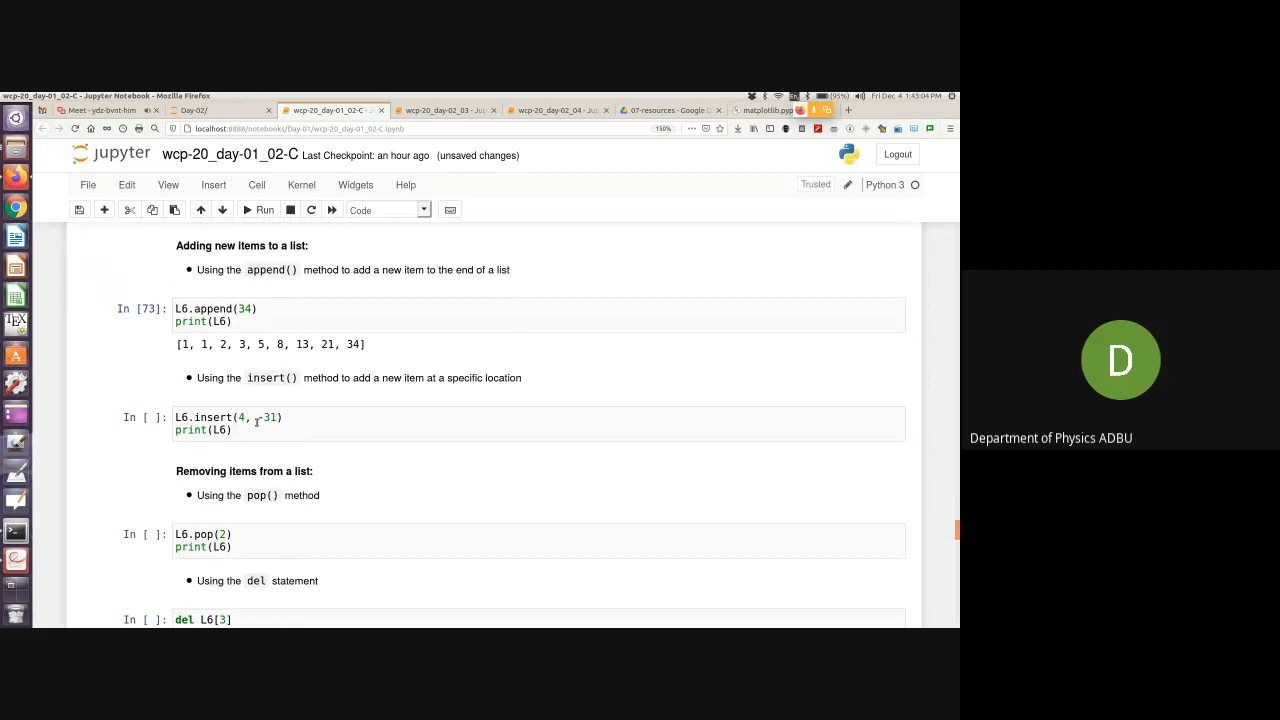 wcp-20_day-01_02-C - Jupyter Notebook - Mozilla Firefox
(95%) Fri Dec 4 1:43:04 PM
Meet - ydz-bvnt-him
Day-02/
wcp-20_day-01_02-C - J
wcp-20_day-02_03 - Jup
wcp-20_day-02_04 - Jup
07-resources - Google D
matplotlib.pyp
localhost:8888/notebooks/Day-01/wcp-20_day-01_02-C.ipynb
150%
jupyter wcp-20_day-01_02-C Last Checkpoint: an hour ago (unsaved changes)
Logout
File Edit View Insert Cell Kernel Widgets Help
Trusted Python 3
Run Code
Adding new items to a list:
Using the append() method to add a new item to the end of a list
In [73]: L6.append(34)
print(L6)
[1, 1, 2, 3, 5, 8, 13, 21, 34]
Using the insert() method to add a new item at a specific location
In [ ]: L6.insert(4, -31)
print(L6)
Removing items from a list:
Using the pop() method
In [ ]: L6.pop(2)
print(L6)
Using the del statement
In [ ]: del L6[3]
TEX
D
Department of Physics ADBU